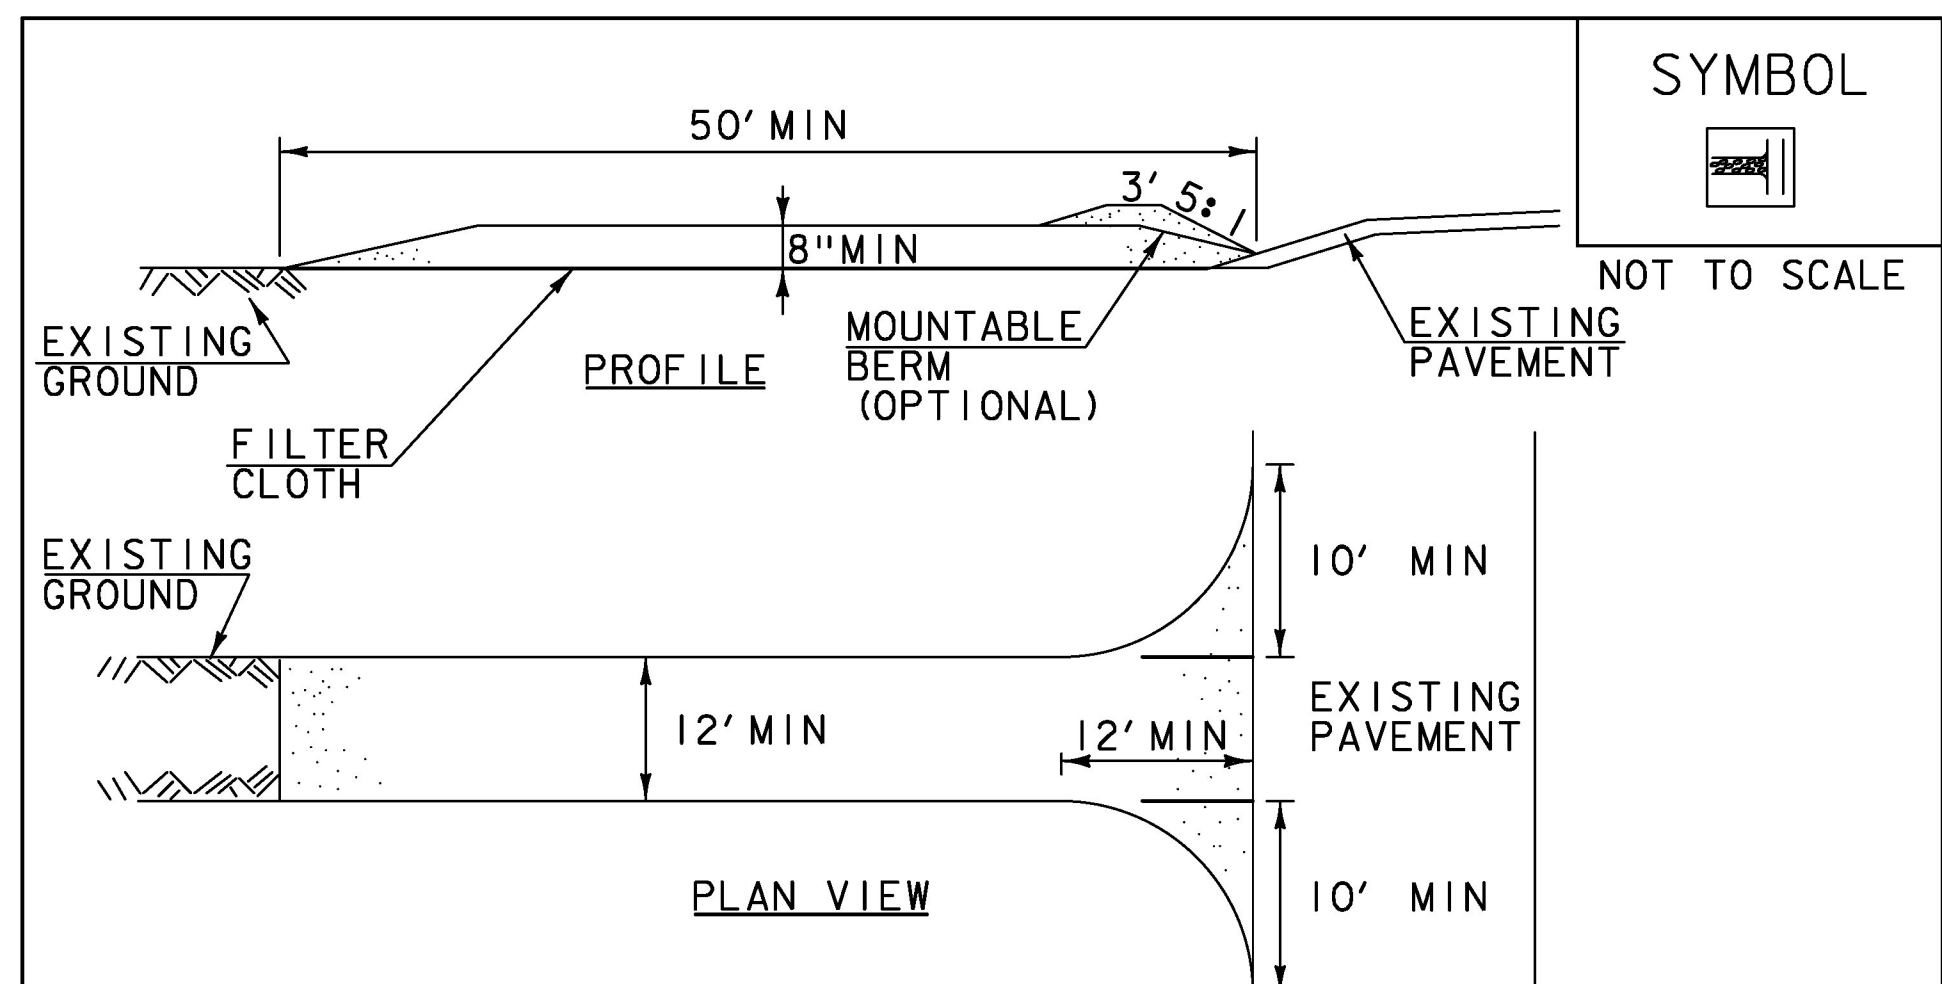 SYMBOL
50' MIN
3' 5:1
8" MIN
NOT TO SCALE
EXISTING
GROUND
PROFILE
MOUNTABLE
BERM
(OPTIONAL)
EXISTING
PAVEMENT
FILTER
CLOTH
EXISTING
GROUND
10' MIN
12' MIN
12' MIN
EXISTING
PAVEMENT
PLAN VIEW
10' MIN